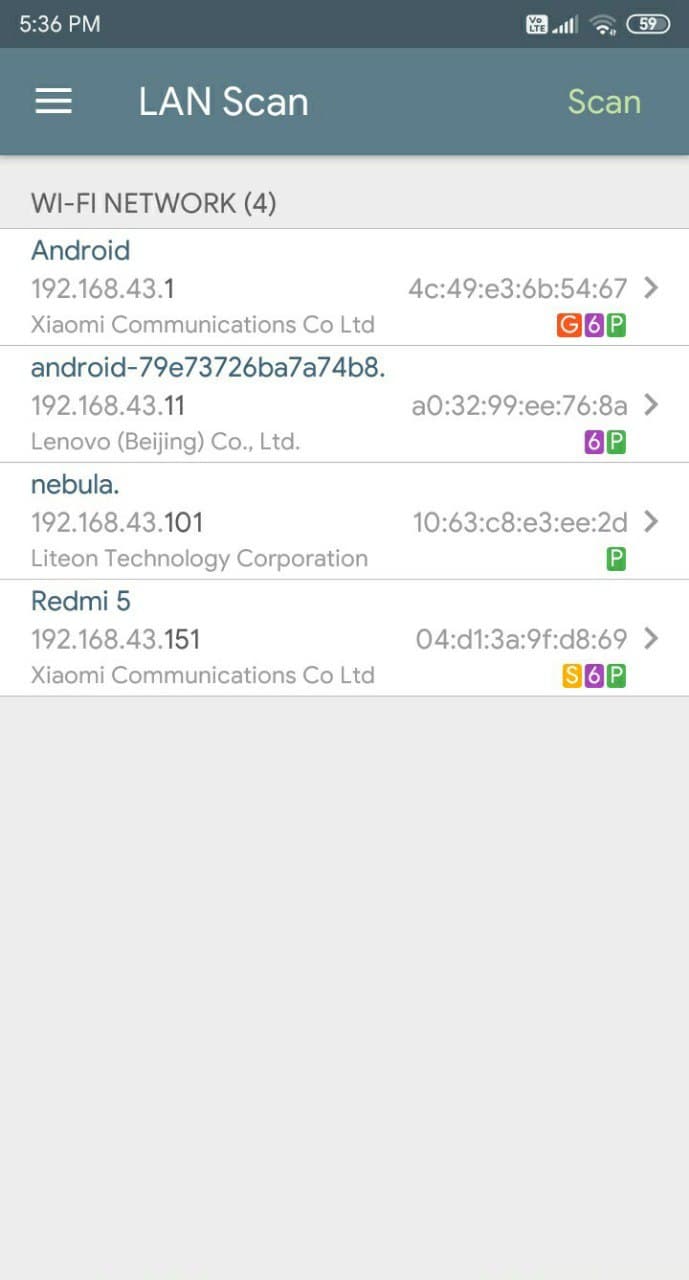 5:36 PM Vo LTE 59
LAN Scan Scan
WI-FI NETWORK (4)
Android
192.168.43.1 4c:49:e3:6b:54:67
Xiaomi Communications Co Ltd G 6 P
android-79e73726ba7a74b8.
192.168.43.11 a0:32:99:ee:76:8a
Lenovo (Beijing) Co., Ltd. 6 P
nebula.
192.168.43.101 10:63:c8:e3:ee:2d
Liteon Technology Corporation P
Redmi 5
192.168.43.151 04:d1:3a:9f:d8:69
Xiaomi Communications Co Ltd S 6 P